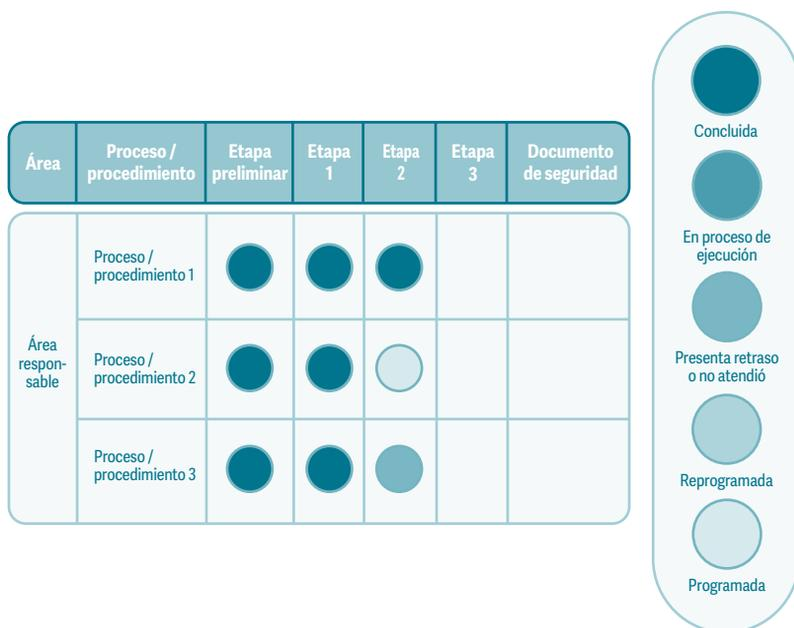 Área
Proceso /
procedimiento
Etapa
preliminar
Etapa
1
Etapa
2
Etapa
3
Documento
de seguridad
Área
respon-
sable
Proceso /
procedimiento 1
Proceso /
procedimiento 2
Proceso /
procedimiento 3
Concluida
En proceso de
ejecución
Presenta retraso
o no atendió
Reprogramada
Programada